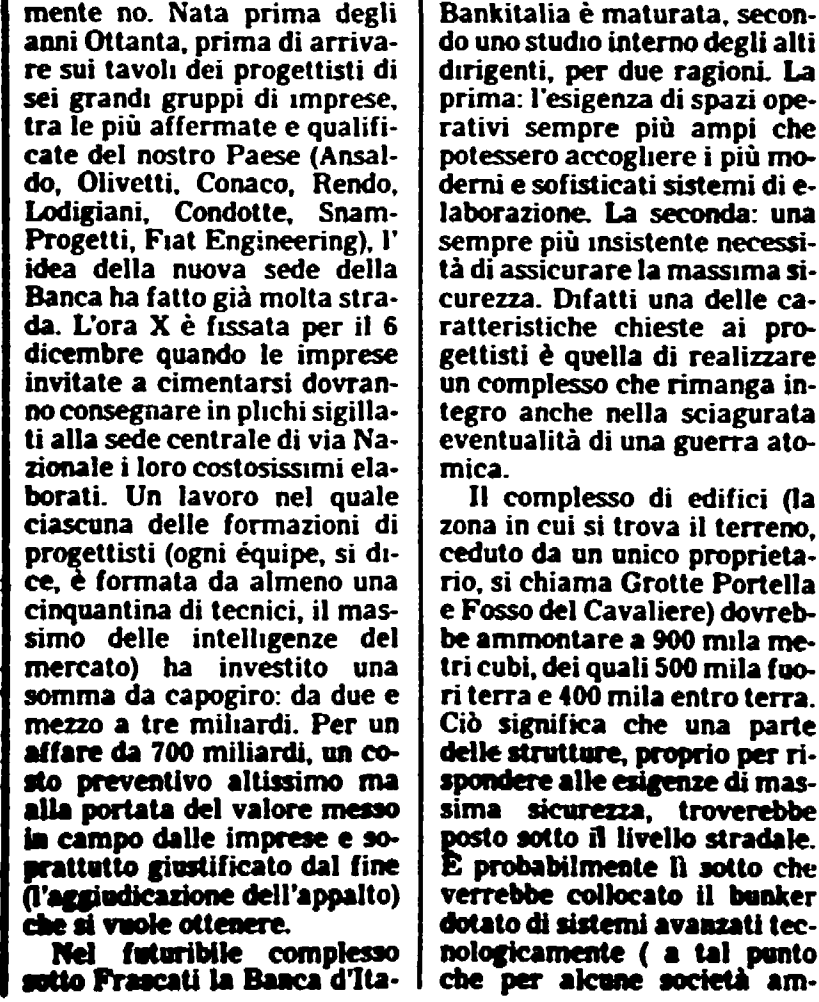 mente no. Nata prima degli
anni Ottanta, prima di arriva-
re sui tavoli dei progettisti di
sei grandi gruppi di imprese,
tra le più affermate e qualifi-
cate del nostro Paese (Ansal-
do, Olivetti, Conaco, Rendo,
Lodigiani, Condotte, Snam-
Progetti, Fiat Engineering), l'
idea della nuova sede della
Banca ha fatto già molta stra-
da. L'ora X è fissata per il 6
dicembre quando le imprese
invitate a cimentarsi dovran-
no consegnare in plichi sigilla-
ti alla sede centrale di via Na-
zionale i loro costosissimi ela-
borati. Un lavoro nel quale
ciascuna delle formazioni di
progettisti (ogni équipe, si di-
ce, è formata da almeno una
cinquantina di tecnici, il mas-
simo delle intelligenze del
mercato) ha investito una
somma da capogiro: da due e
mezzo a tre miliardi. Per un
affare da 700 miliardi, un co-
sto preventivo altissimo ma
alla portata del valore messo
in campo dalle imprese e so-
prattutto giustificato dal fine
(l'aggiudicazione dell'appalto)
che si vuole ottenere.
Nel futuribile complesso
sotto Frascati la Banca d'Ita-
Bankitalia è maturata, secon-
do uno studio interno degli alti
dirigenti, per due ragioni. La
prima: l'esigenza di spazi ope-
rativi sempre più ampi che
potessero accogliere i più mo-
derni e sofisticati sistemi di e-
laborazione. La seconda: una
sempre più insistente necessi-
tà di assicurare la massima si-
curezza. Difatti una delle ca-
ratteristiche chieste ai pro-
gettisti è quella di realizzare
un complesso che rimanga in-
tegro anche nella sciagurata
eventualità di una guerra ato-
mica.
Il complesso di edifici (la
zona in cui si trova il terreno,
ceduto da un unico proprieta-
rio, si chiama Grotte Portella
e Fosso del Cavaliere) dovreb-
be ammontare a 900 mila me-
tri cubi, dei quali 500 mila fuo-
ri terra e 400 mila entro terra.
Ciò significa che una parte
delle strutture, proprio per ri-
spondere alle esigenze di mas-
sima sicurezza, troverebbe
posto sotto il livello stradale.
E probabilmente lì sotto che
verrebbe collocato il bunker
dotato di sistemi avanzati tec-
nologicamente ( a tal punto
che per alcune società am-